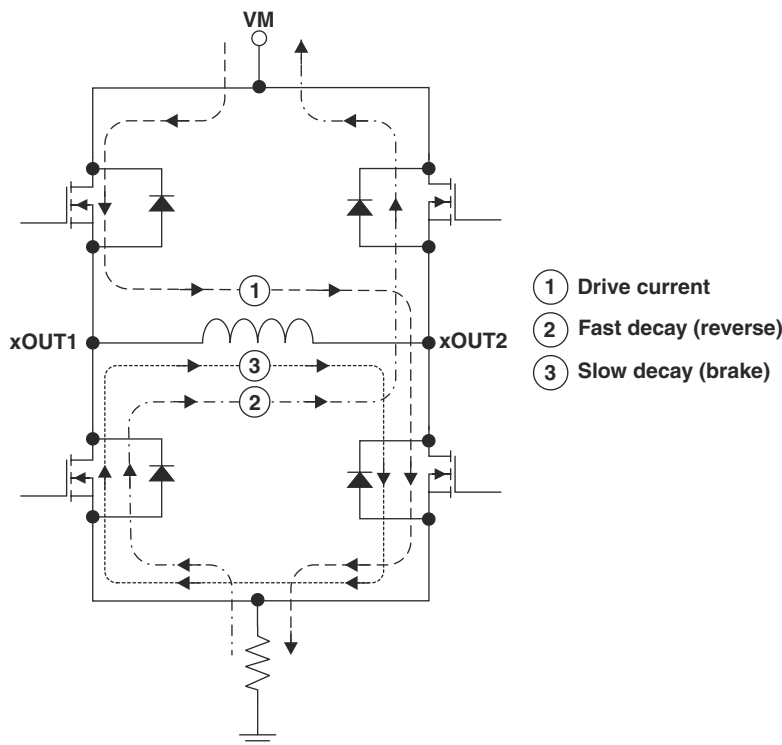 VM
1
xOUT1
xOUT2
3
2
1 Drive current
2 Fast decay (reverse)
3 Slow decay (brake)